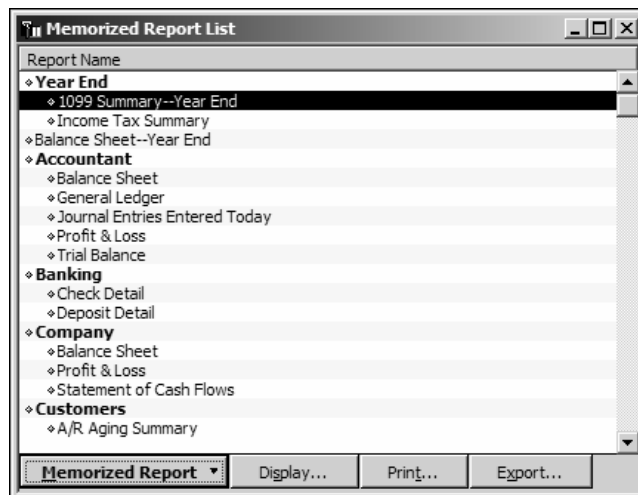 Memorized Report List
Report Name
Year End
1099 Summary--Year End
Income Tax Summary
Balance Sheet--Year End
Accountant
Balance Sheet
General Ledger
Journal Entries Entered Today
Profit & Loss
Trial Balance
Banking
Check Detail
Deposit Detail
Company
Balance Sheet
Profit & Loss
Statement of Cash Flows
Customers
A/R Aging Summary
Memorized Report Display... Print... Export...